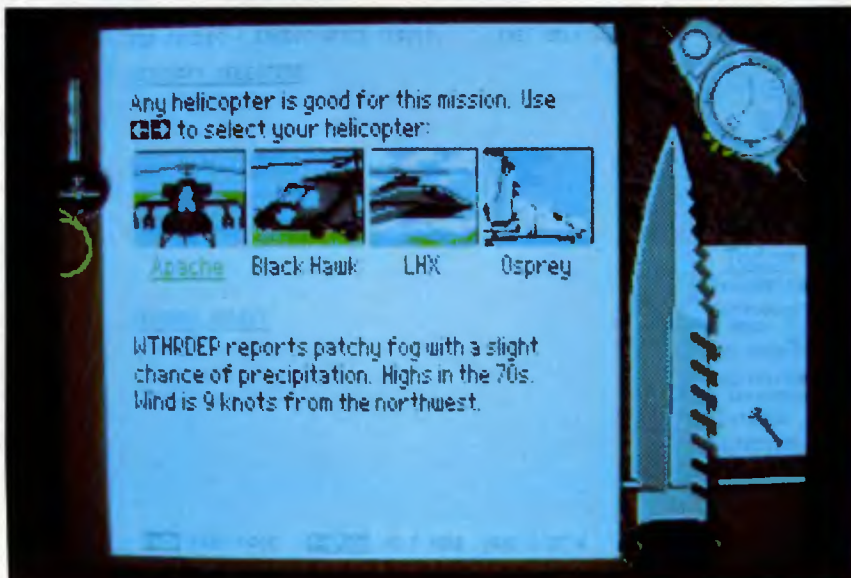 Any helicopter is good for this mission. Use
to select your helicopter:
Apache Black Hawk LHX Osprey
WTHRDEP reports patchy fog with a slight
chance of precipitation. Highs in the 70s.
Wind is 9 knots from the northwest.